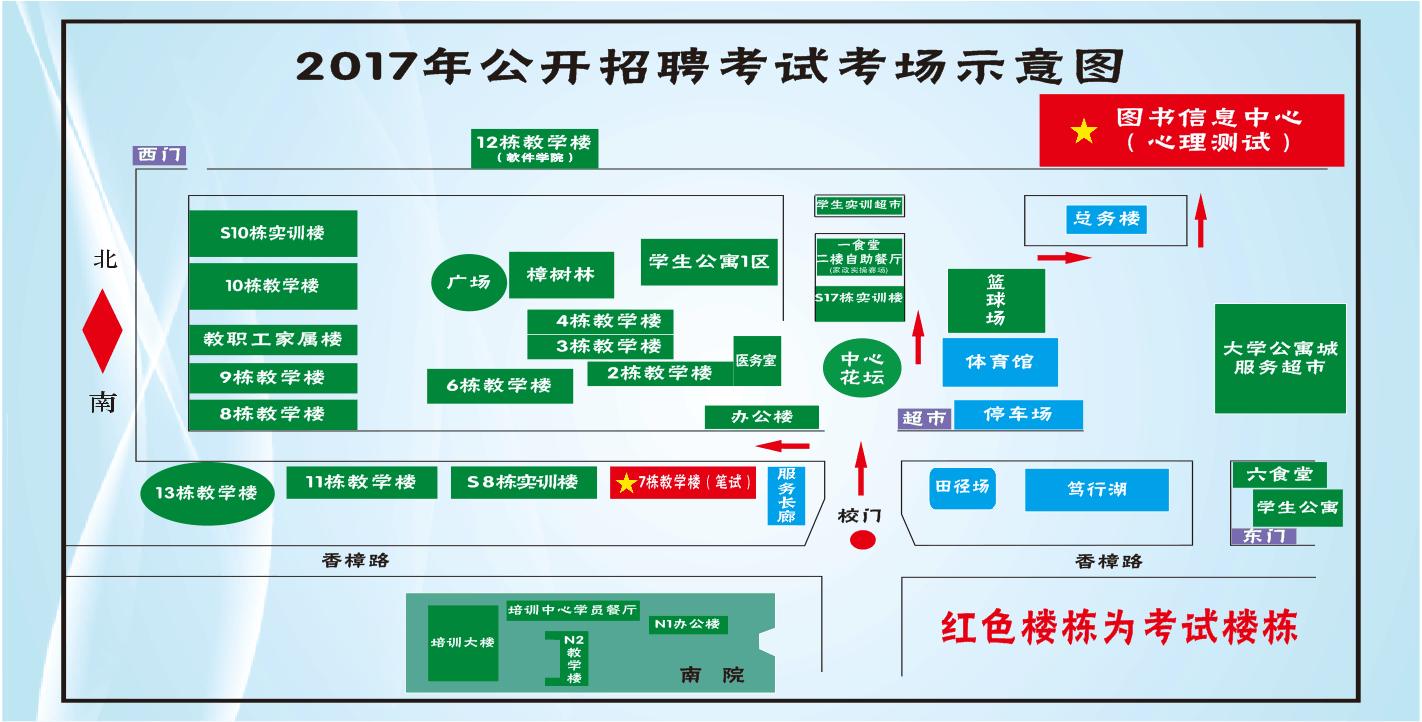 2017年公开招聘考试考场示意图
图书信息中心
（心理测试）
12栋教学楼
（软件学院）
西门
学生实训超市
总务楼
S10栋实训楼
北
10栋教学楼
广场
樟树林
学生公寓1区
一食堂
二楼自助餐厅
（家政实操赛场）
S17栋实训楼
篮球场
教职工家属楼
4栋教学楼
3栋教学楼
医务室
中心
花坛
体育馆
大学公寓城
服务超市
9栋教学楼
6栋教学楼
2栋教学楼
南
8栋教学楼
办公楼
超市
停车场
13栋教学楼
11栋教学楼
S8栋实训楼
7栋教学楼（笔试）
服务长廊
校门
田径场
笃行湖
六食堂
学生公寓
东门
香樟路
香樟路
培训大楼
培训中心学员餐厅
N2教学楼
N1办公楼
南 院
红色楼栋为考试楼栋